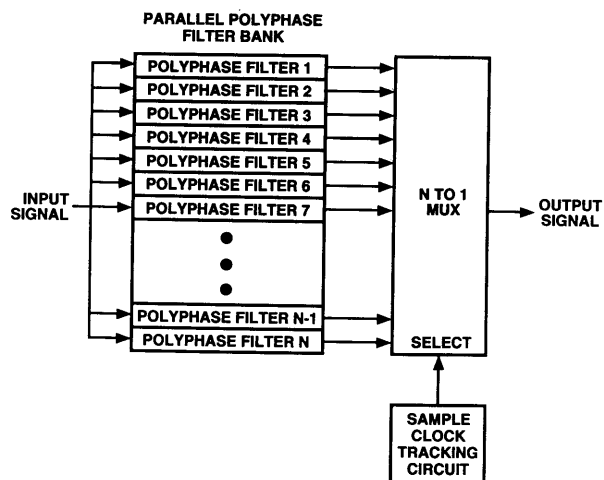 PARALLEL POLYPHASE
FILTER BANK
POLYPHASE FILTER 1
POLYPHASE FILTER 2
POLYPHASE FILTER 3
POLYPHASE FILTER 4
POLYPHASE FILTER 5
POLYPHASE FILTER 6
POLYPHASE FILTER 7
INPUT
SIGNAL
N TO 1
MUX
OUTPUT
SIGNAL
POLYPHASE FILTER N-1
POLYPHASE FILTER N
SELECT
SAMPLE
CLOCK
TRACKING
CIRCUIT